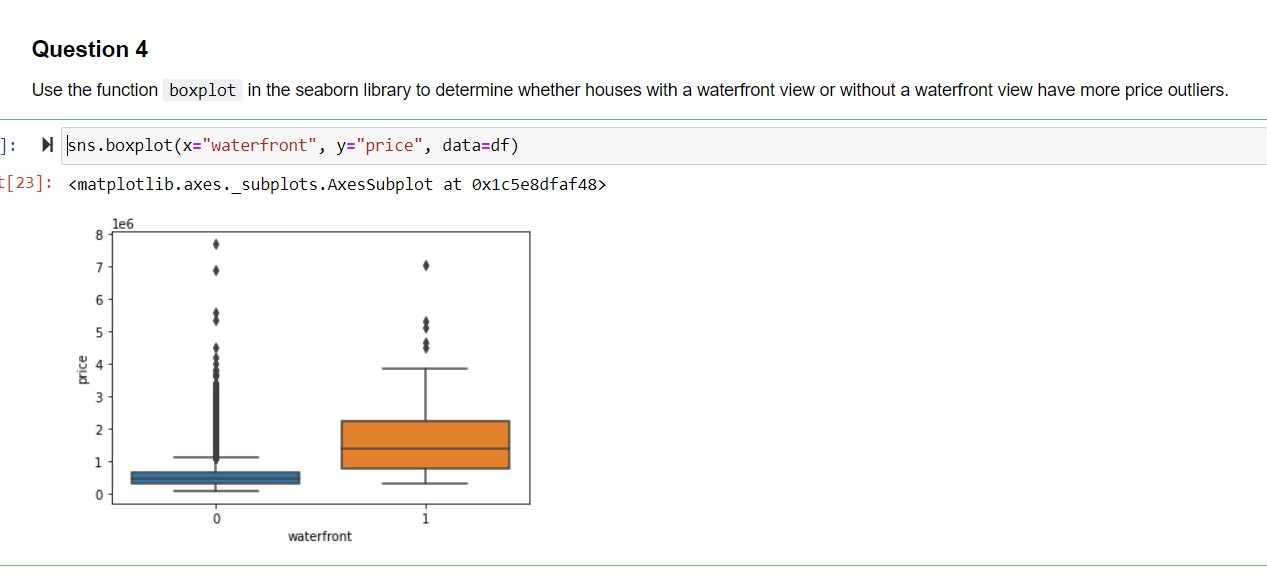 Question 4
Use the function boxplot in the seaborn library to determine whether houses with a waterfront view or without a waterfront view have more price outliers.
]: sns.boxplot(x="waterfront", y="price", data=df)
t[23]: <matplotlib.axes._subplots.AxesSubplot at 0x1c5e8dfaf48>
1e6
8
7
6
5
4
3
2
1
0
price
0 1
waterfront